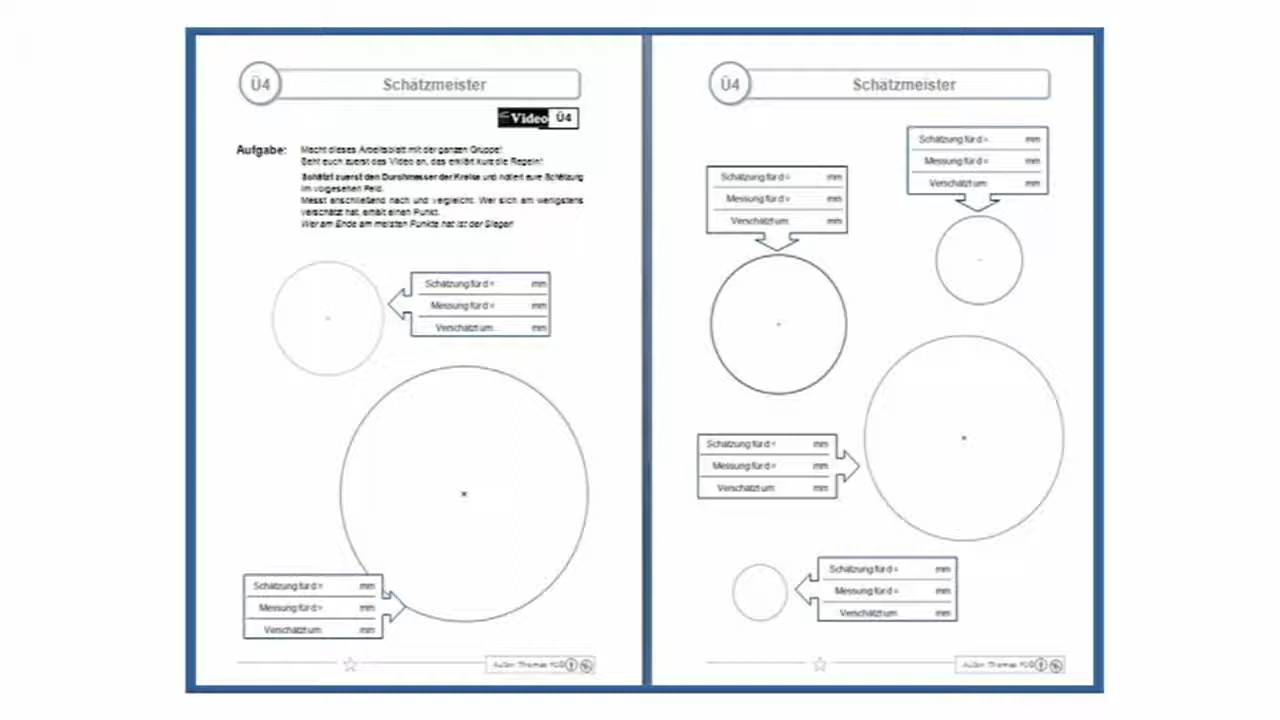 Ü4
Schätzmeister
Video Ü4
Aufgabe:
Macht dieses Arbeitsblatt mit der ganzen Gruppe!
Seht euch zuerst das Video an, das erklärt kurz die Regeln!
Schätzt zuerst den Durchmesser der Kreise und notiert eure Schätzung
im vorgesehen Feld.
Messt anschließend nach und vergleicht. Wer sich am wenigstens
verschätzt hat, erhält einen Punkt.
Wer am Ende am meisten Punkte hat ist der Sieger!
Schätzung für d = mm
Messung für d = mm
Verschätzt um mm
Schätzung für d = mm
Messung für d = mm
Verschätzt um mm
Autor: Thomas
Ü4
Schätzmeister
Schätzung für d = mm
Messung für d = mm
Verschätzt um mm
Schätzung für d = mm
Messung für d = mm
Verschätzt um mm
Schätzung für d = mm
Messung für d = mm
Verschätzt um mm
Schätzung für d = mm
Messung für d = mm
Verschätzt um mm
Autor: Thomas